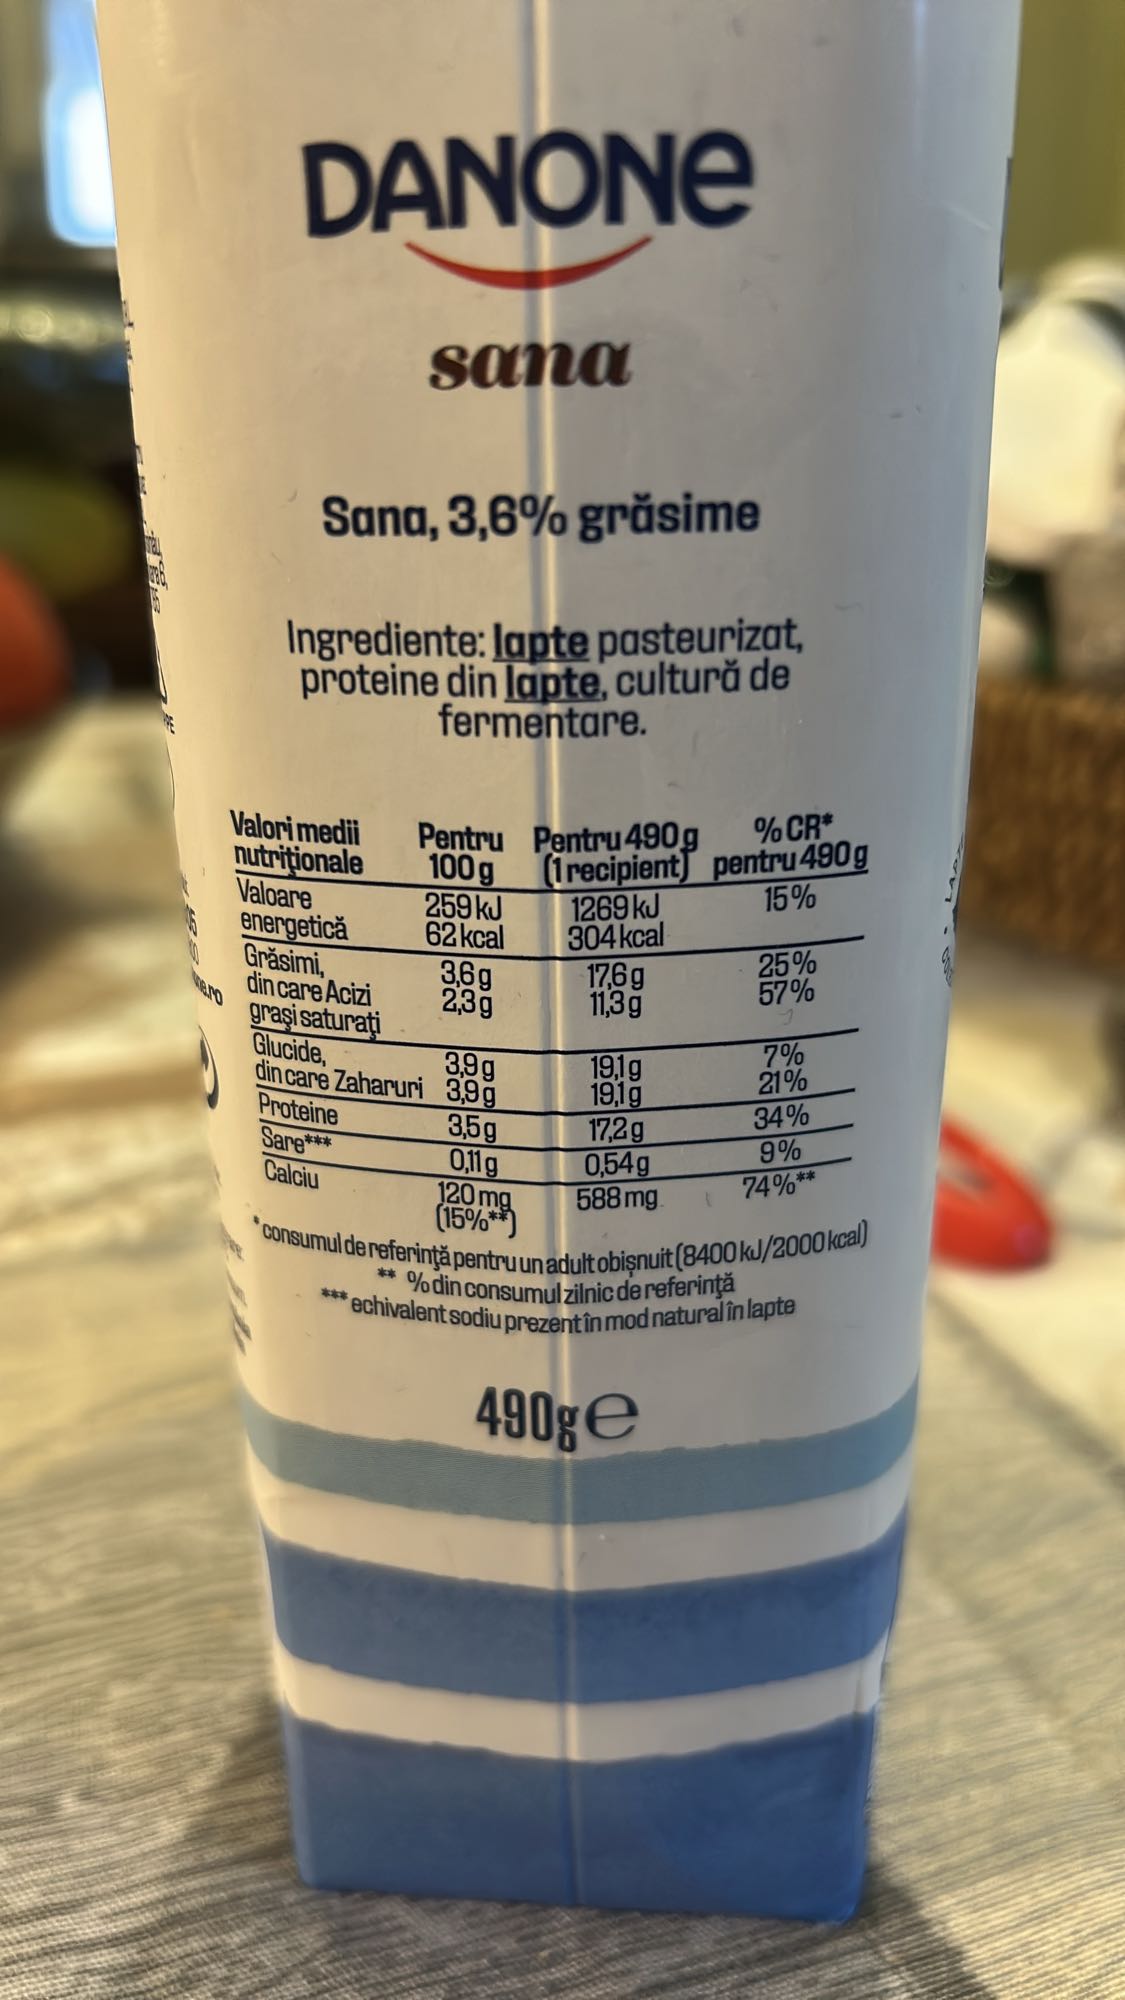 DANONE
sana
Sana, 3,6% grăsime
Ingrediente: lapte pasteurizat,
proteine din lapte, cultură de
fermentare.
Valori medii nutriționale Pentru 100 g Pentru 490 g (1 recipient) % CR* pentru 490 g
Valoare energetică 259 kJ 1269 kJ 15%
62 kcal 304 kcal
Grăsimi, 3,6 g 17,6 g 25%
din care Acizi grași saturați 2,3 g 11,3 g 57%
Glucide, 3,9 g 19,1 g 7%
din care Zaharuri 3,9 g 19,1 g 21%
Proteine 3,5 g 17,2 g 34%
Sare*** 0,11 g 0,54 g 9%
Calciu 120 mg 588 mg 74%**
(15%**)
* consumul de referință pentru un adult obișnuit (8400 kJ/2000 kcal)
** % din consumul zilnic de referință
*** echivalent sodiu prezent în mod natural în lapte
490g e